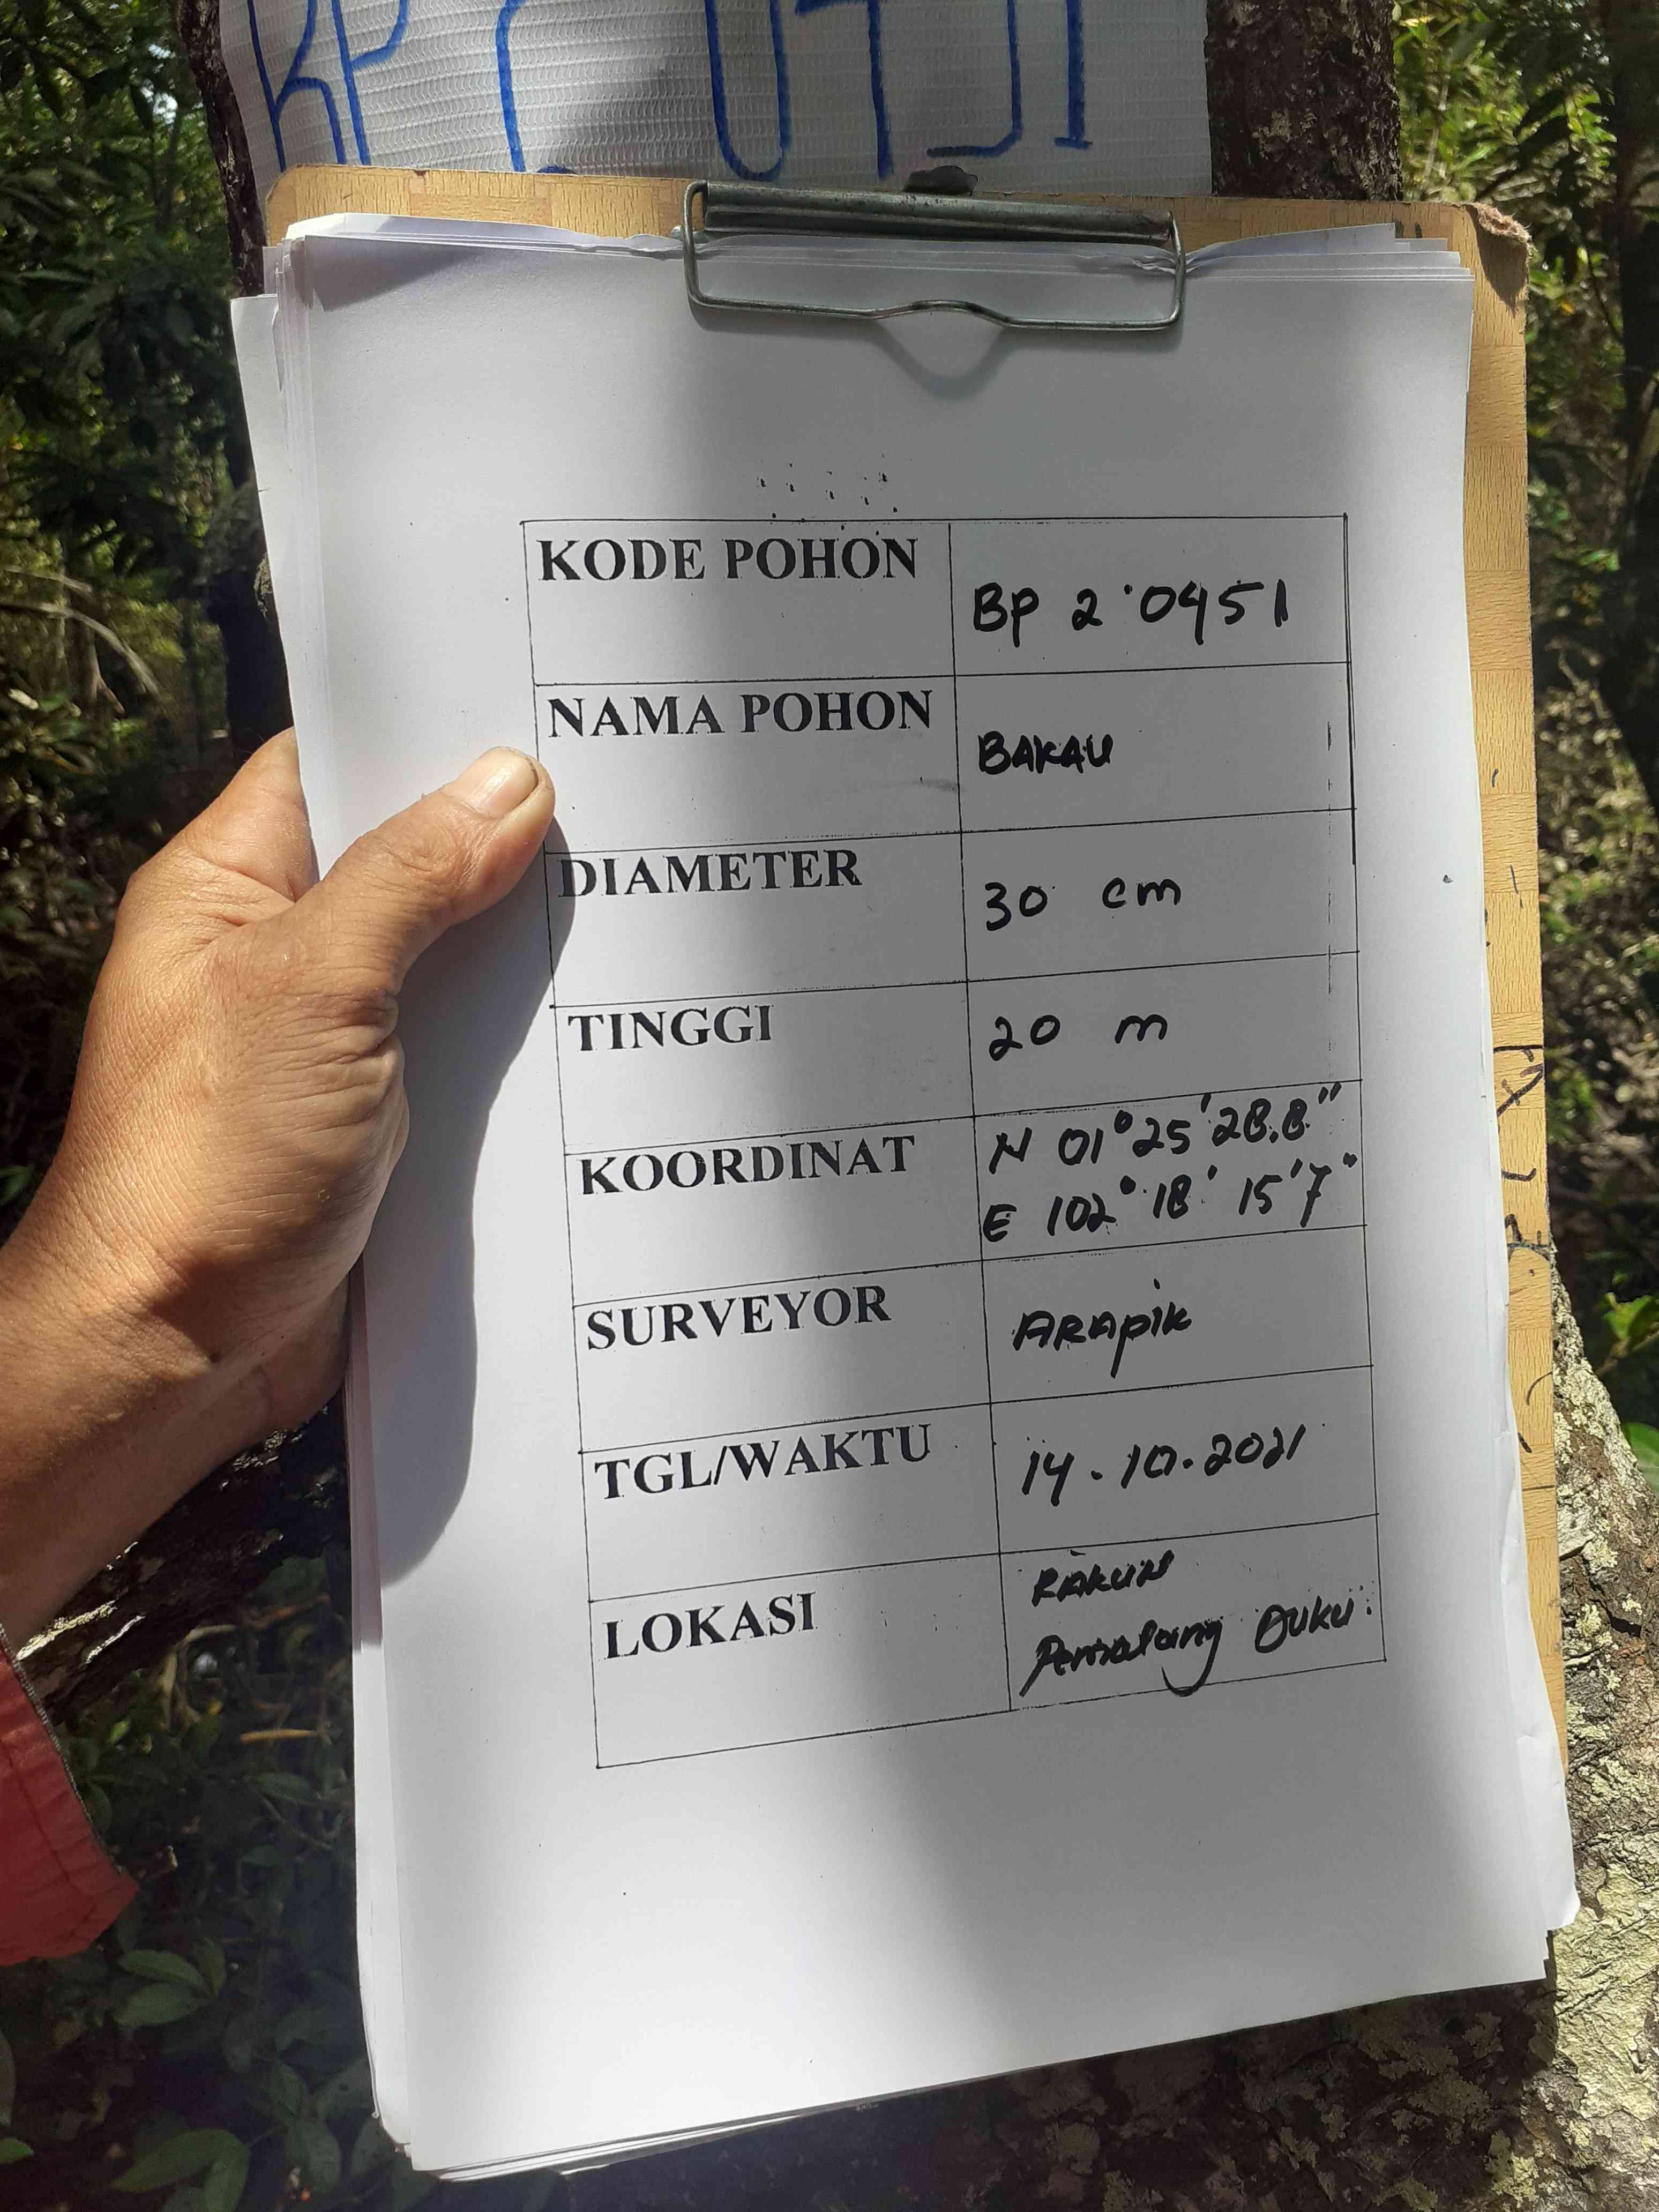 BP 2 0451
KODE POHON BP 2 0451
NAMA POHON BAKAU
DIAMETER 30 cm
TINGGI 20 m
KOORDINAT N 01° 25' 28.8"
E 102° 18' 15'7"
SURVEYOR ARAPIK
TGL/WAKTU 14.10.2021
LOKASI RAKUN
Pematang Duku.